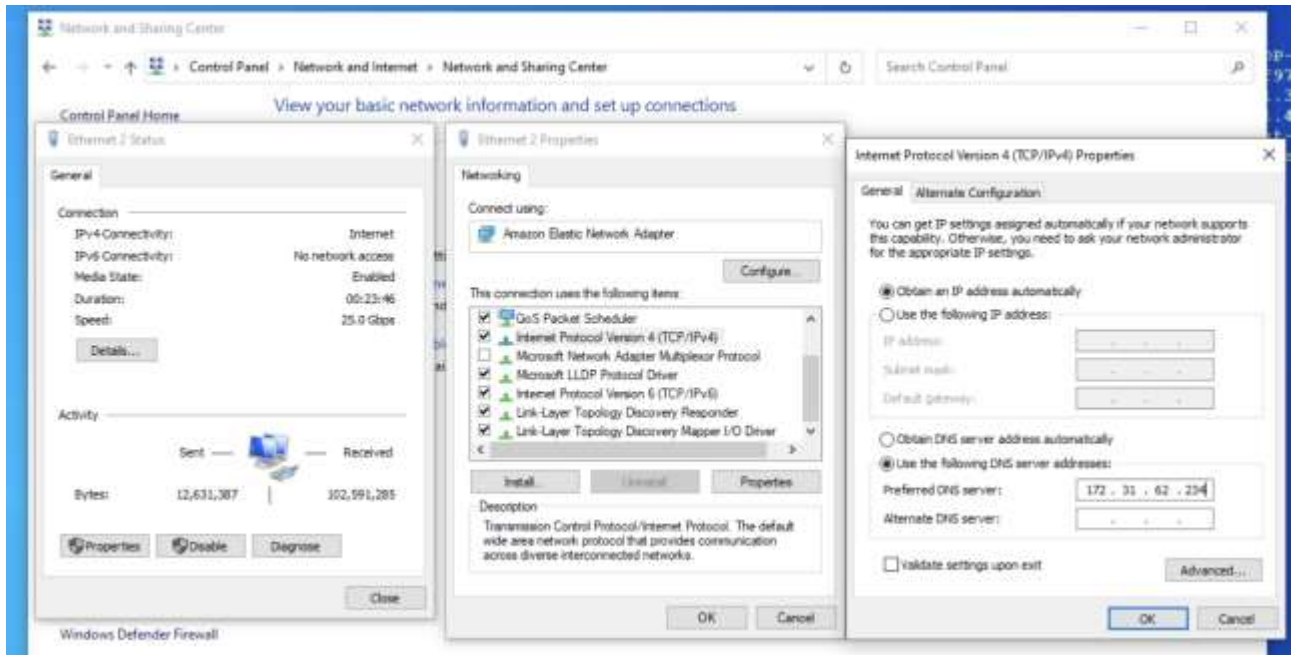 Network and Sharing Center
Control Panel > Network and Internet > Network and Sharing Center
Search Control Panel
Control Panel Home
View your basic network information and set up connections
Windows Defender Firewall
Ethernet 2 Status
General
Connection
IPv4 Connectivity: Internet
IPv6 Connectivity: No network access
Media State: Enabled
Duration: 00:23:46
Speed: 25.0 Gbps
Details...
Activity
Sent — — Received
Bytes: 12,631,387 | 102,591,285
Properties Disable Diagnose
Close
Ethernet 2 Properties
Networking
Connect using:
Amazon Elastic Network Adapter
Configure...
This connection uses the following items:
QoS Packet Scheduler
Internet Protocol Version 4 (TCP/IPv4)
Microsoft Network Adapter Multiplexor Protocol
Microsoft LLDP Protocol Driver
Internet Protocol Version 6 (TCP/IPv6)
Link-Layer Topology Discovery Responder
Link-Layer Topology Discovery Mapper I/O Driver
Install... Uninstall Properties
Description
Transmission Control Protocol/Internet Protocol. The default
wide area network protocol that provides communication
across diverse interconnected networks.
OK Cancel
Internet Protocol Version 4 (TCP/IPv4) Properties
General Alternate Configuration
You can get IP settings assigned automatically if your network supports
this capability. Otherwise, you need to ask your network administrator
for the appropriate IP settings.
Obtain an IP address automatically
Use the following IP address:
IP address:
Subnet mask:
Default gateway:
Obtain DNS server address automatically
Use the following DNS server addresses:
Preferred DNS server: 172 . 31 . 62 . 234
Alternate DNS server:
Validate settings upon exit
Advanced...
OK Cancel